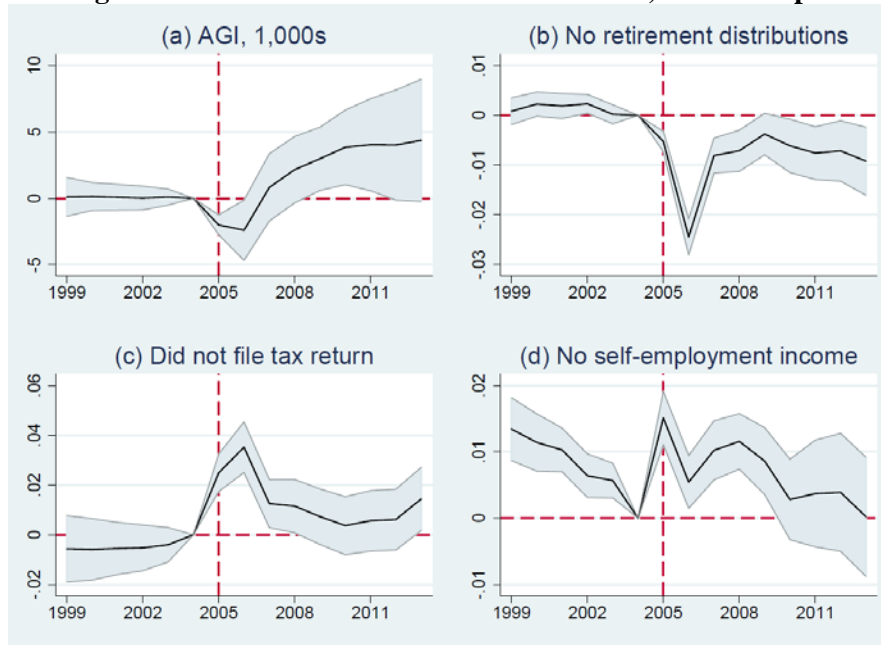 (a) AGI, 1,000s
10
5
0
-5
1999 2002 2005 2008 2011
(b) No retirement distributions
.01
0
-.01
-.02
-.03
1999 2002 2005 2008 2011
(c) Did not file tax return
.06
.04
.02
0
-.02
1999 2002 2005 2008 2011
(d) No self-employment income
.02
.01
0
-.01
1999 2002 2005 2008 2011